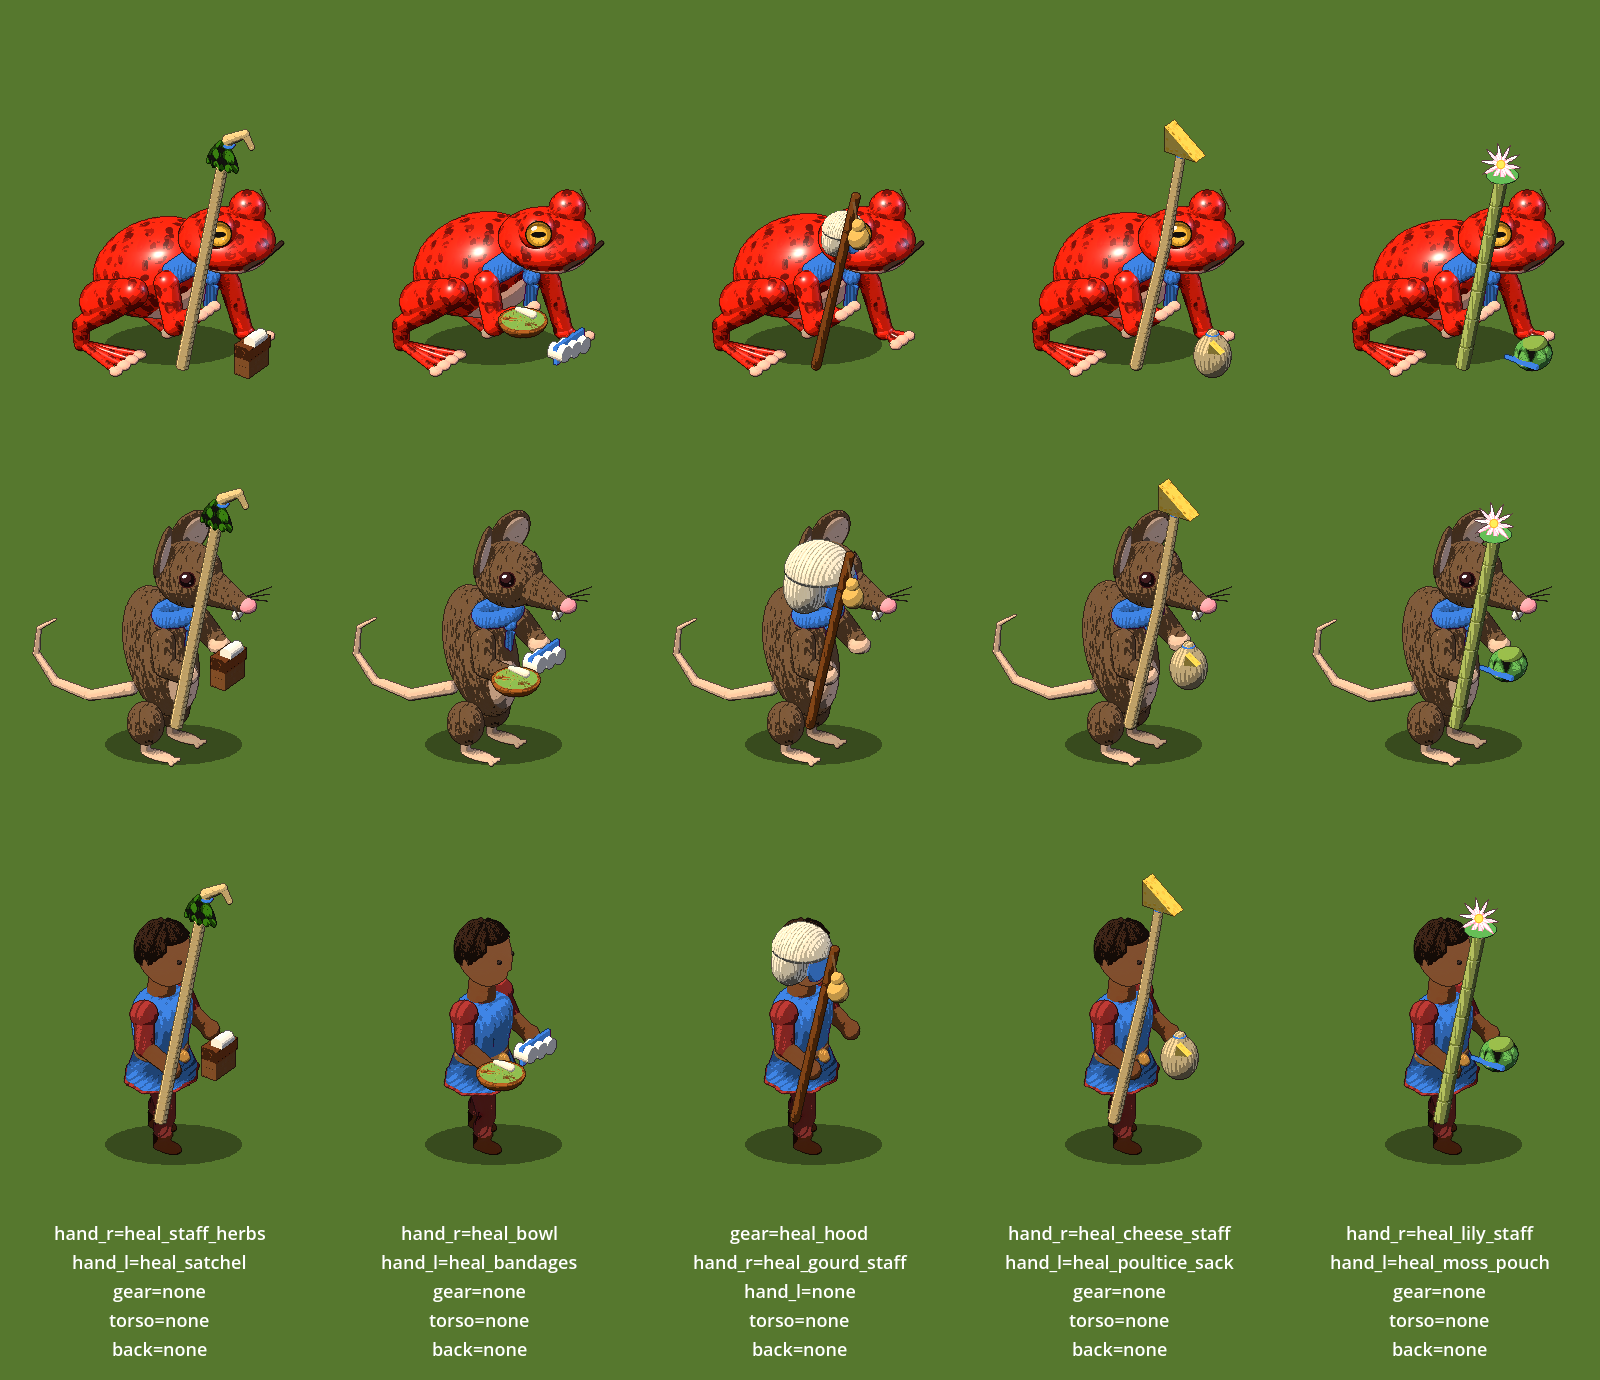 hand_r=heal_staff_herbs
hand_l=heal_satchel
gear=none
torso=none
back=none
hand_r=heal_bowl
hand_l=heal_bandages
gear=none
torso=none
back=none
gear=heal_hood
hand_r=heal_gourd_staff
hand_l=none
torso=none
back=none
hand_r=heal_cheese_staff
hand_l=heal_poultice_sack
gear=none
torso=none
back=none
hand_r=heal_lily_staff
hand_l=heal_moss_pouch
gear=none
torso=none
back=none